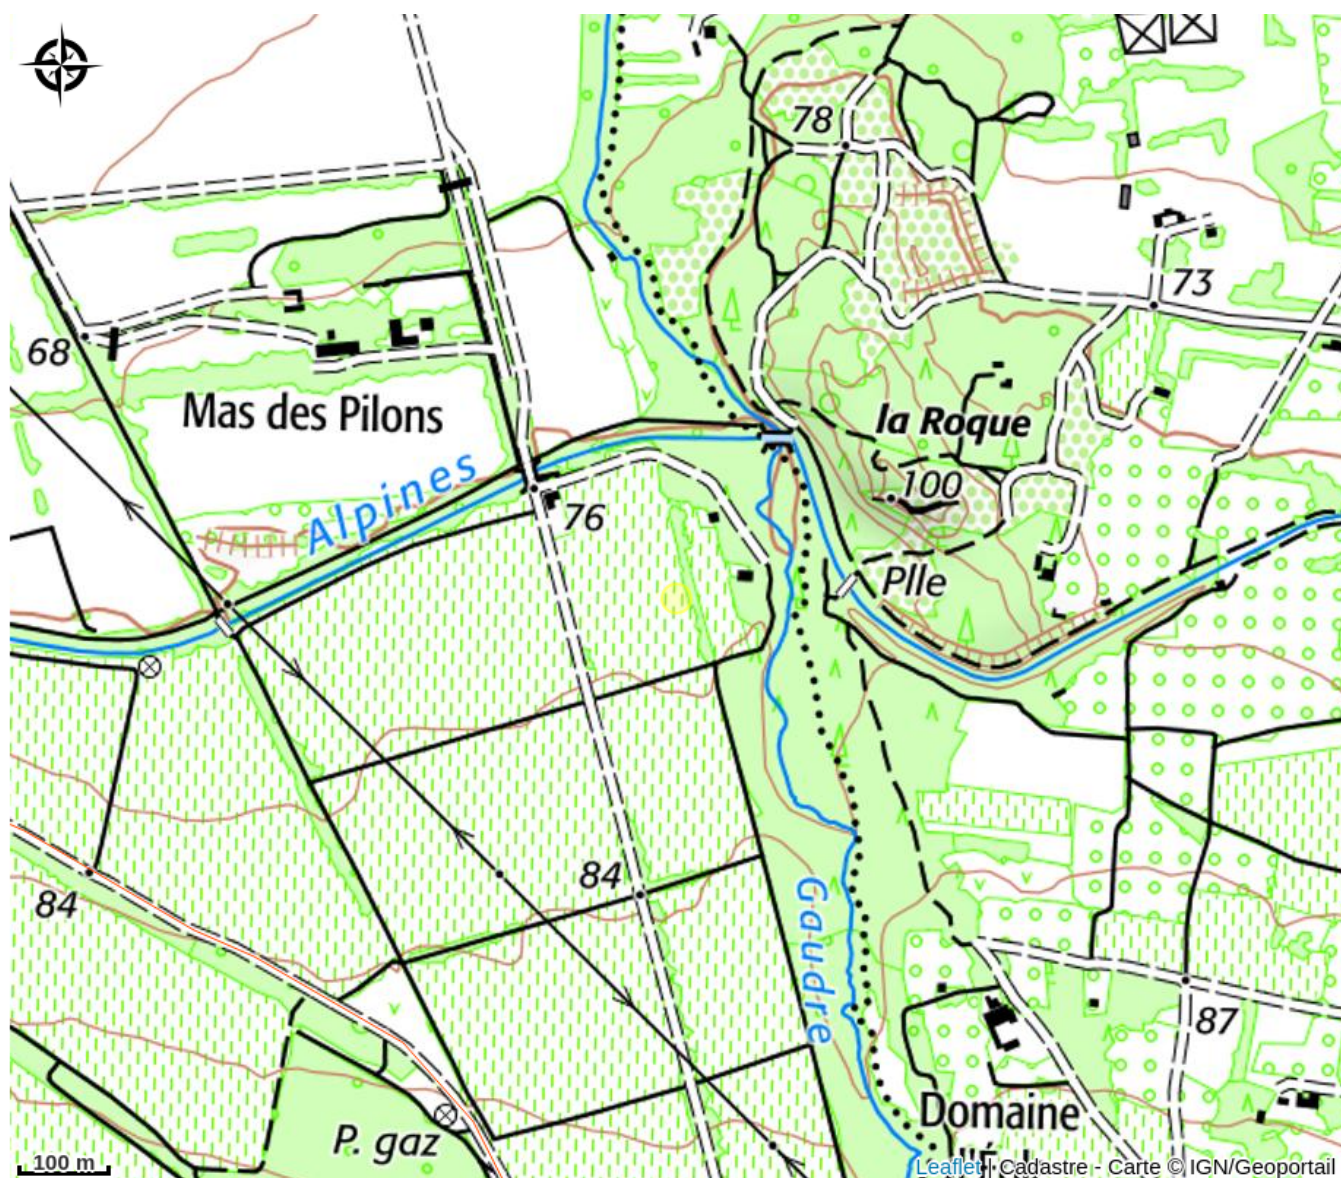 78
73
68
Mas des Pilons
la Roque
Alpines
100
76
Plle
84
84
Gaudre
87
Domaine
P. gaz
100 m
Leaflet | Cadastre - Carte © IGN/Geoportail